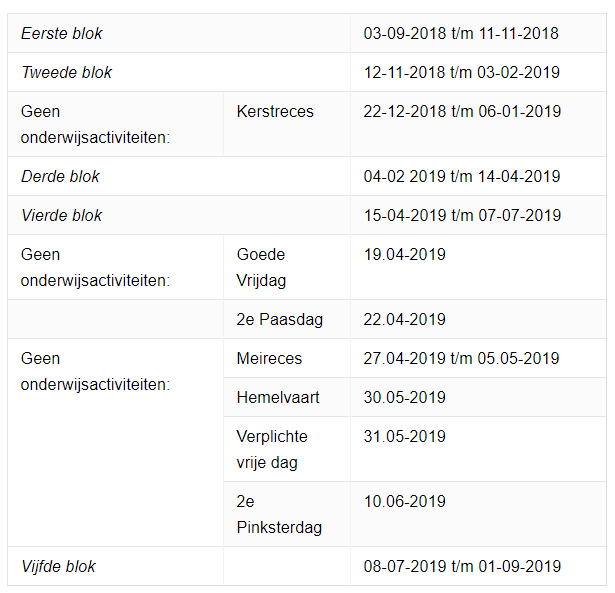 Eerste blok 03-09-2018 t/m 11-11-2018
Tweede blok 12-11-2018 t/m 03-02-2019
Geen Kerstreces 22-12-2018 t/m 06-01-2019
onderwijsactiviteiten:
Derde blok 04-02 2019 t/m 14-04-2019
Vierde blok 15-04-2019 t/m 07-07-2019
Geen Goede 19.04-2019
onderwijsactiviteiten: Vrijdag
2e Paasdag 22.04-2019
Geen Meireces 27.04-2019 t/m 05.05-2019
onderwijsactiviteiten:
Hemelvaart 30.05-2019
Verplichte 31.05-2019
vrije dag
2e 10.06-2019
Pinksterdag
Vijfde blok 08-07-2019 t/m 01-09-2019